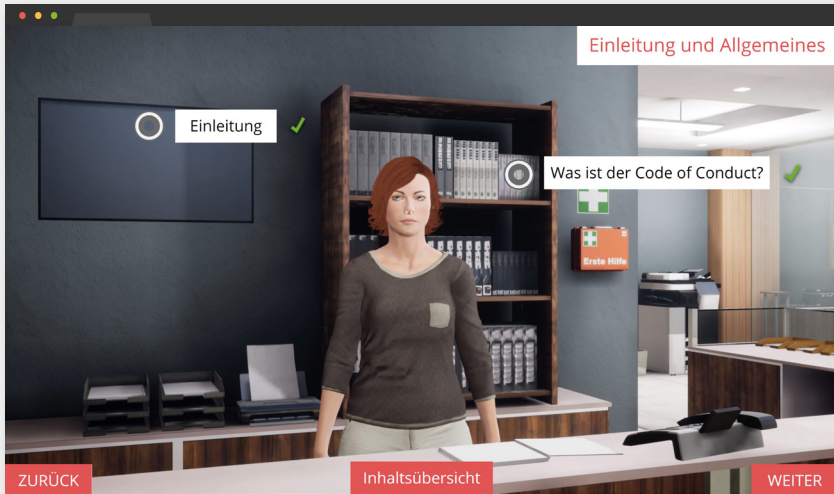 Einleitung und Allgemeines
Einleitung
Was ist der Code of Conduct?
Erste Hilfe
ZURÜCK
Inhaltsübersicht
WEITER